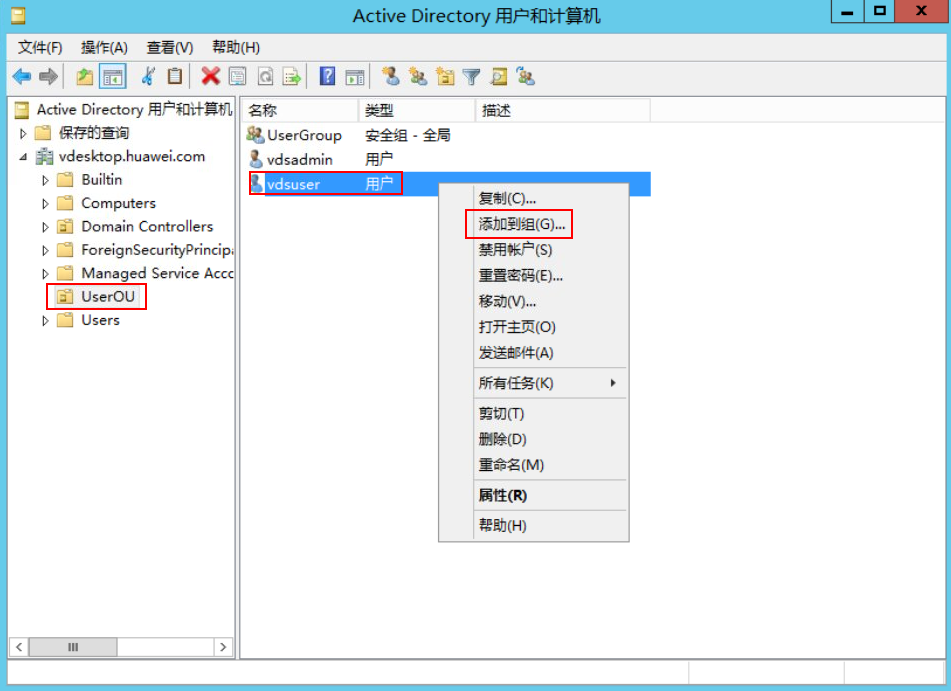 Active Directory 用户和计算机
文件(F) 操作(A) 查看(V) 帮助(H)
Active Directory 用户和计算机
保存的查询
vdesktop.huawei.com
Builtin
Computers
Domain Controllers
ForeignSecurityPrincip
Managed Service Acco
UserOU
Users
名称 类型 描述
UserGroup 安全组 - 全局
vdsadmin 用户
vdsuser 用户
复制(C)...
添加到组(G)...
禁用帐户(S)
重置密码(E)...
移动(V)...
打开主页(O)
发送邮件(A)
所有任务(K)
剪切(T)
删除(D)
重命名(M)
属性(R)
帮助(H)